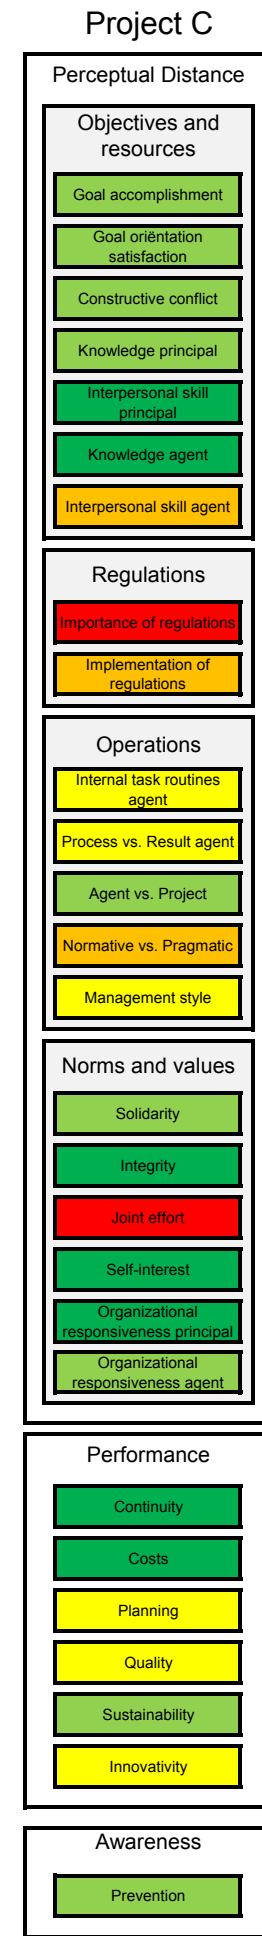 Project C
Perceptual Distance
Objectives and
resources
Goal accomplishment
Goal oriëntation
satisfaction
Constructive conflict
Knowledge principal
Interpersonal skill
principal
Knowledge agent
Interpersonal skill agent
Regulations
Importance of regulations
Implementation of
regulations
Operations
Internal task routines
agent
Process vs. Result agent
Agent vs. Project
Normative vs. Pragmatic
Management style
Norms and values
Solidarity
Integrity
Joint effort
Self-interest
Organizational
responsiveness principal
Organizational
responsiveness agent
Performance
Continuity
Costs
Planning
Quality
Sustainability
Innovativity
Awareness
Prevention